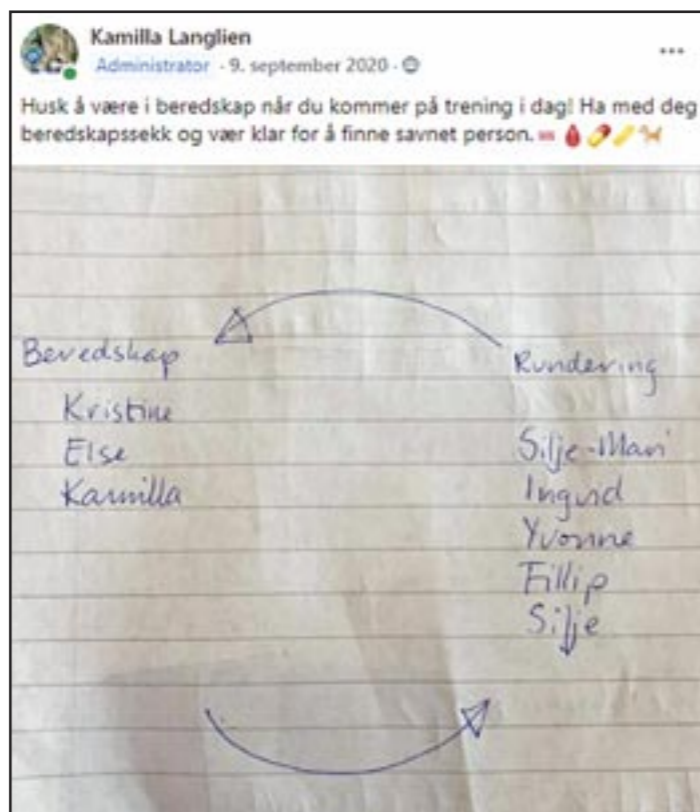 Kamilla Langlien
Administrator · 9. september 2020 ·
Husk å være i beredskap når du kommer på trening i dag! Ha med deg
beredskapssekk og vær klar for å finne savnet person.
Beredskap
Kristine
Else
Kamilla
Rundering
Silje-Mari
Ingvid
Yvonne
Fillip
Silje